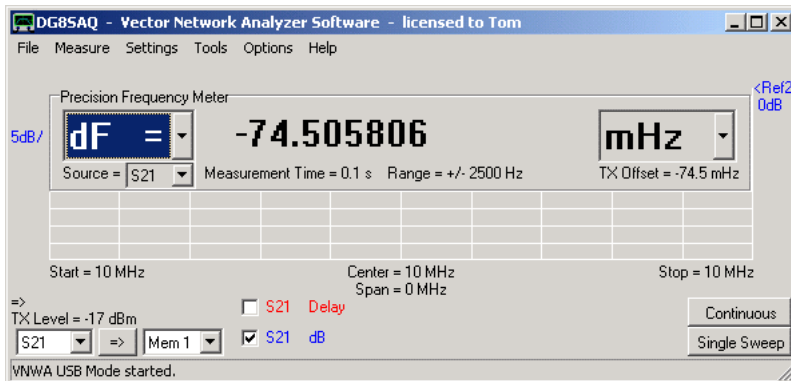 DG8SAQ - Vector Network Analyzer Software - licensed to Tom
File Measure Settings Tools Options Help
<Ref2
0dB
Precision Frequency Meter
5dB/
dF = -74.505806 mHz
Source = S21 Measurement Time = 0.1 s Range = +/- 2500 Hz TX Offset = -74.5 mHz
Start = 10 MHz Center = 10 MHz Stop = 10 MHz
Span = 0 MHz
=>
TX Level = -17 dBm
S21 Delay
Continuous
S21 => Mem 1
S21 dB
Single Sweep
VNWA USB Mode started.